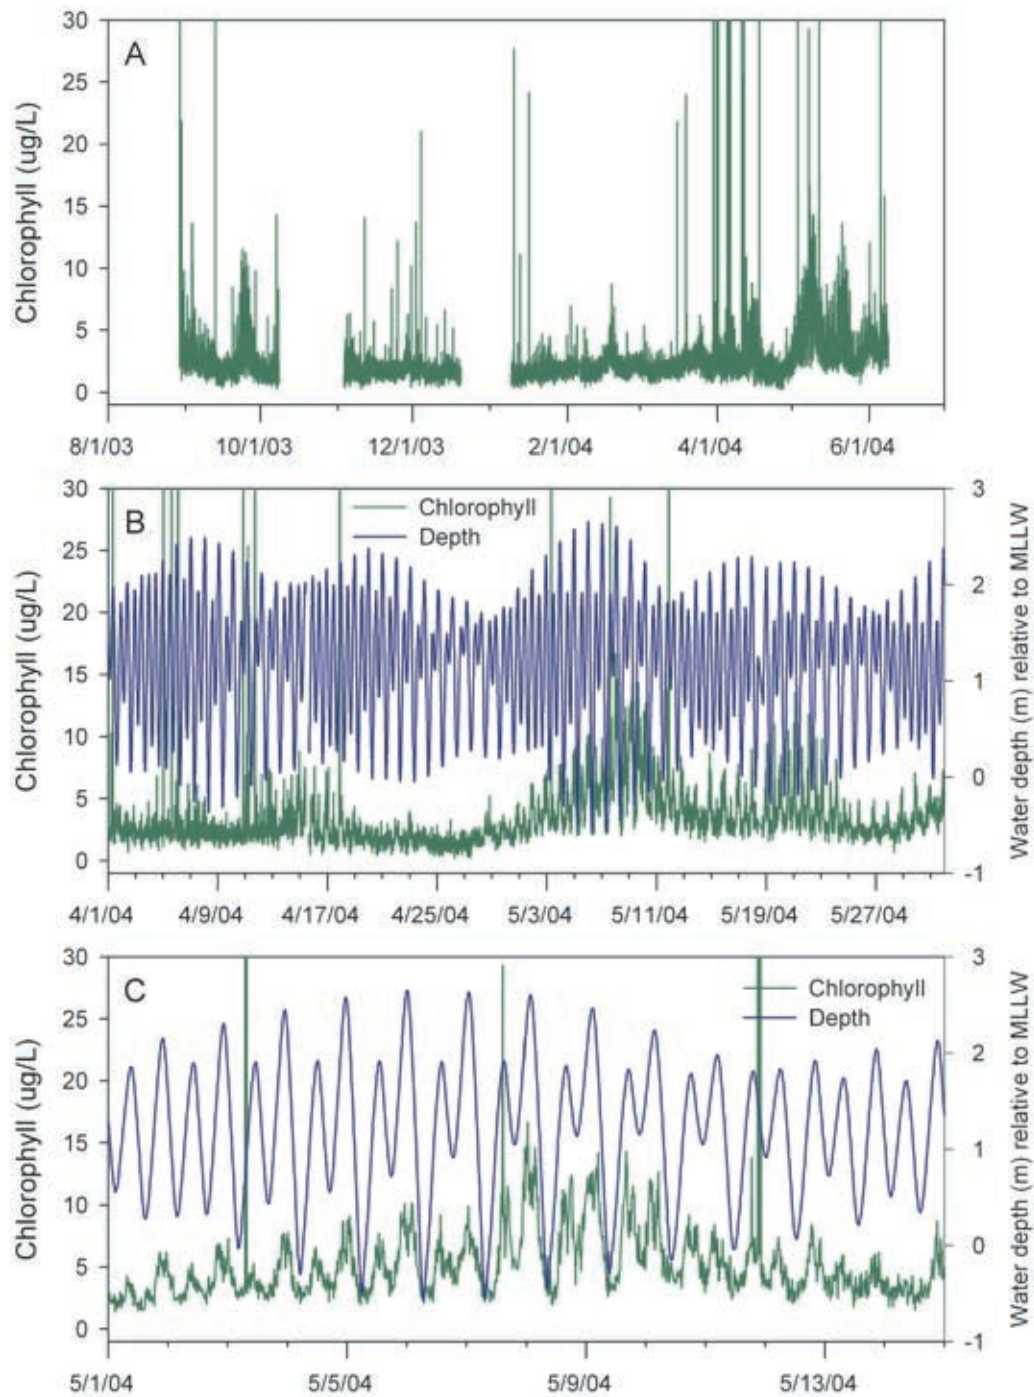 30
A
25
20
15
10
5
0
Chlorophyll (ug/L)
8/1/03 10/1/03 12/1/03 2/1/04 4/1/04 6/1/04
30 3
B Chlorophyll
Depth
25
20 2
15 1
10
5 0
0 -1
Chlorophyll (ug/L)
Water depth (m) relative to MLLW
4/1/04 4/9/04 4/17/04 4/25/04 5/3/04 5/11/04 5/19/04 5/27/04
30 3
C Chlorophyll
Depth
25
20 2
15 1
10
5 0
0 -1
Chlorophyll (ug/L)
Water depth (m) relative to MLLW
5/1/04 5/5/04 5/9/04 5/13/04